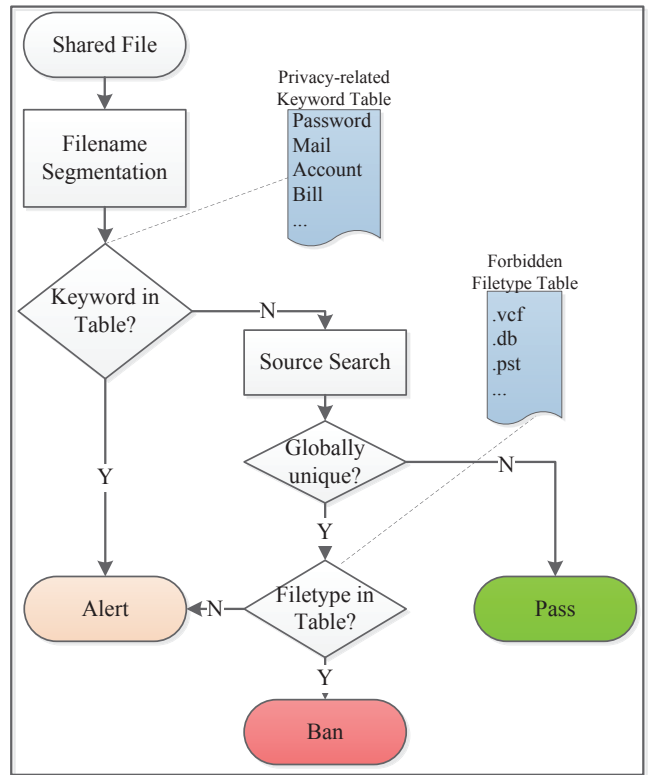 Shared File
Privacy-related
Keyword Table
Password
Mail
Account
Bill
...
Filename
Segmentation
Keyword in
Table?
N
Forbidden
Filetype Table
.vcf
.db
.pst
...
Source Search
Globally
unique?
N
Y
Y
Alert
N
Filetype in
Table?
Pass
Y
Ban